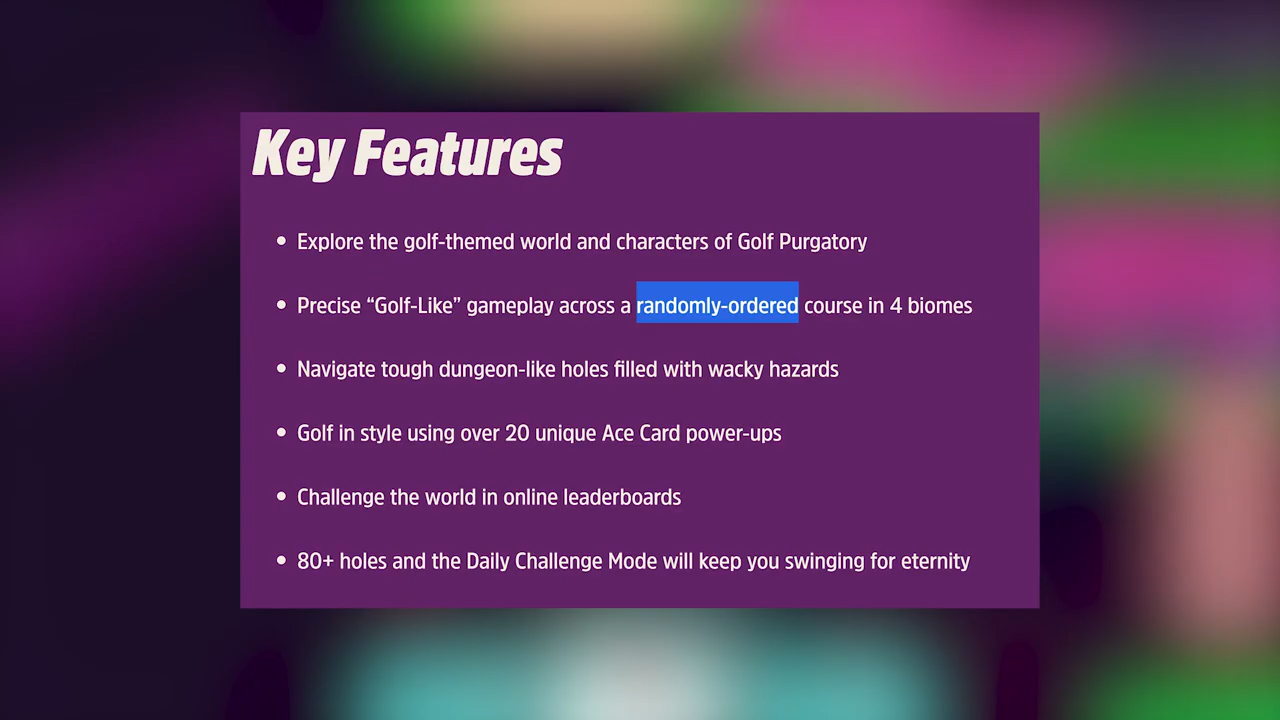 Key Features
• Explore the golf-themed world and characters of Golf Purgatory
• Precise “Golf-Like” gameplay across a randomly-ordered course in 4 biomes
• Navigate tough dungeon-like holes filled with wacky hazards
• Golf in style using over 20 unique Ace Card power-ups
• Challenge the world in online leaderboards
• 80+ holes and the Daily Challenge Mode will keep you swinging for eternity